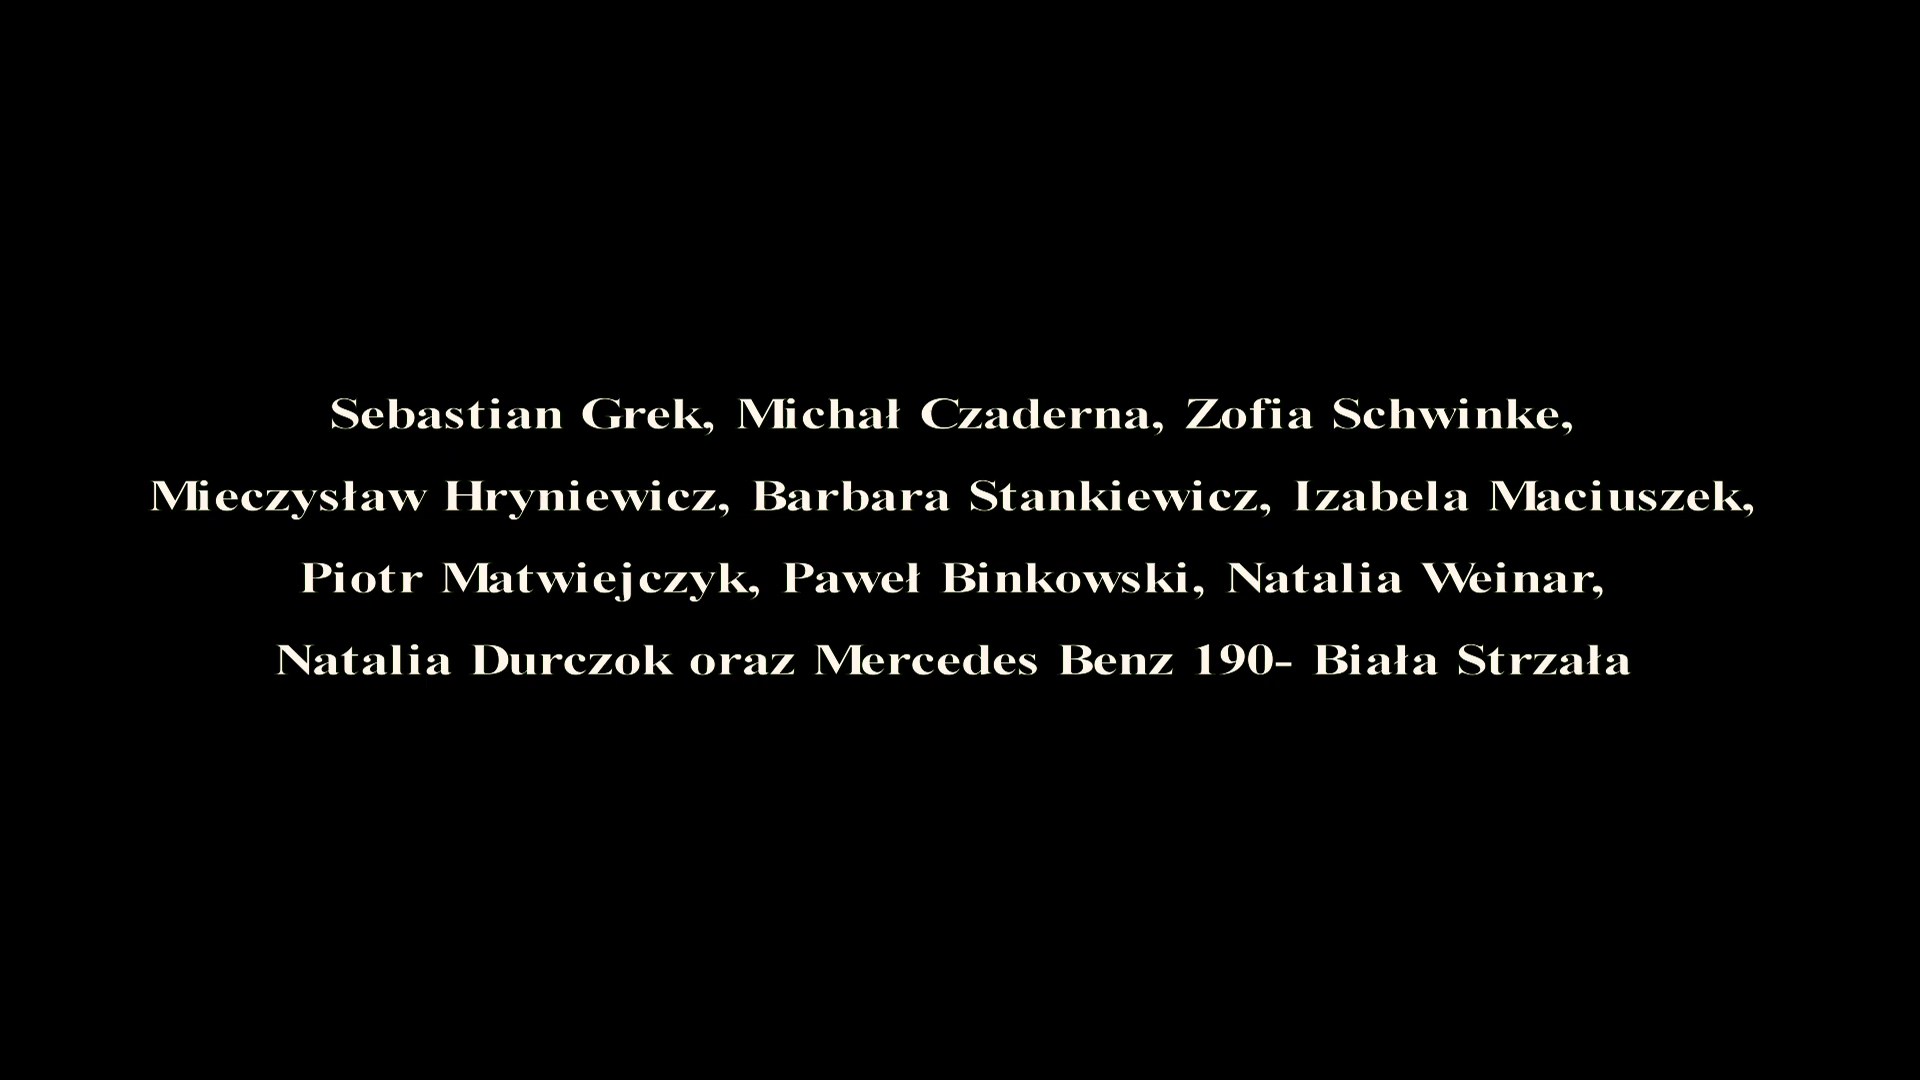 Sebastian Grek, Michał Czaderna, Zofia Schwinke,
Mieczysław Hryniewicz, Barbara Stankiewicz, Izabela Maciuszek,
Piotr Matwiejczyk, Paweł Binkowski, Natalia Weinar,
Natalia Durczok oraz Mercedes Benz 190- Biała Strzała